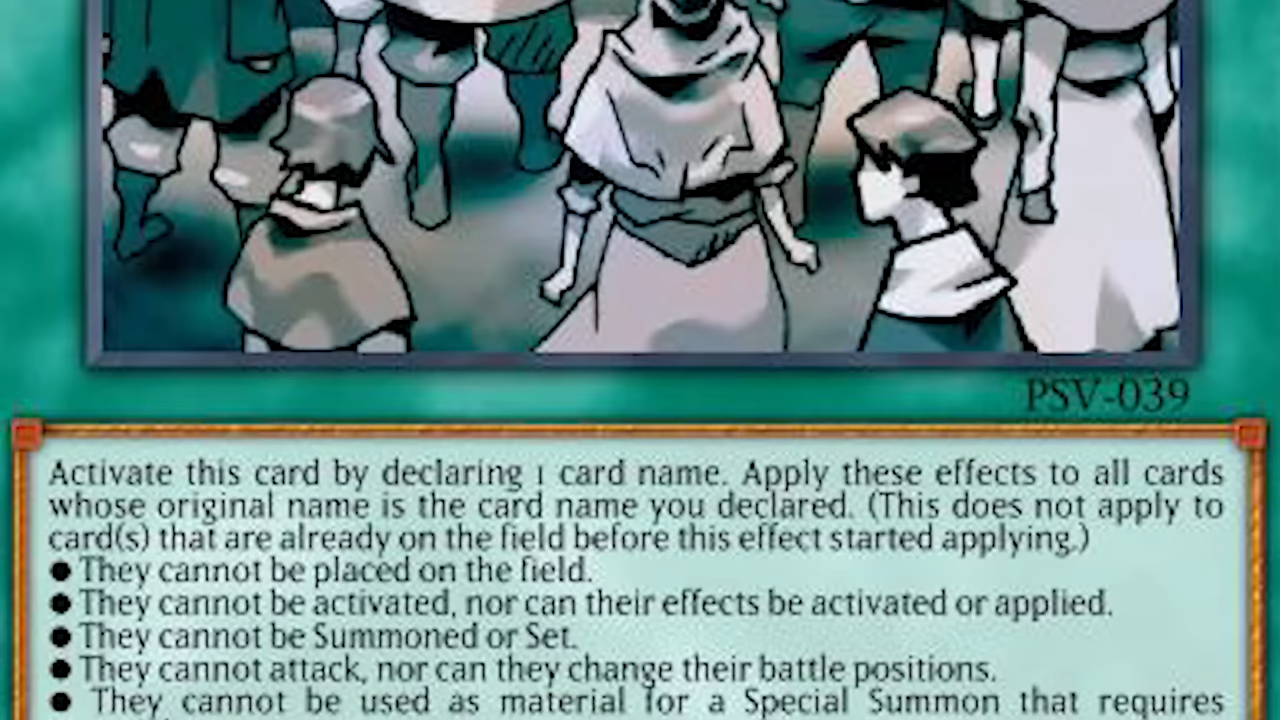 PSV-039
Activate this card by declaring 1 card name. Apply these effects to all cards
whose original name is the card name you declared. (This does not apply to
card(s) that are already on the field before this effect started applying.)
● They cannot be placed on the field.
● They cannot be activated, nor can their effects be activated or applied.
● They cannot be Summoned or Set.
● They cannot attack, nor can they change their battle positions.
● They cannot be used as material for a Special Summon that requires